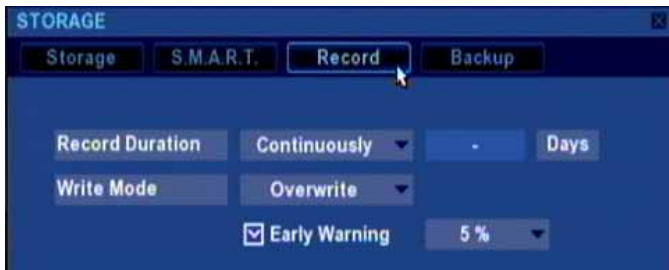 STORAGE
Storage S.M.A.R.T. Record Backup
Record Duration Continuously - Days
Write Mode Overwrite
Early Warning 5 %